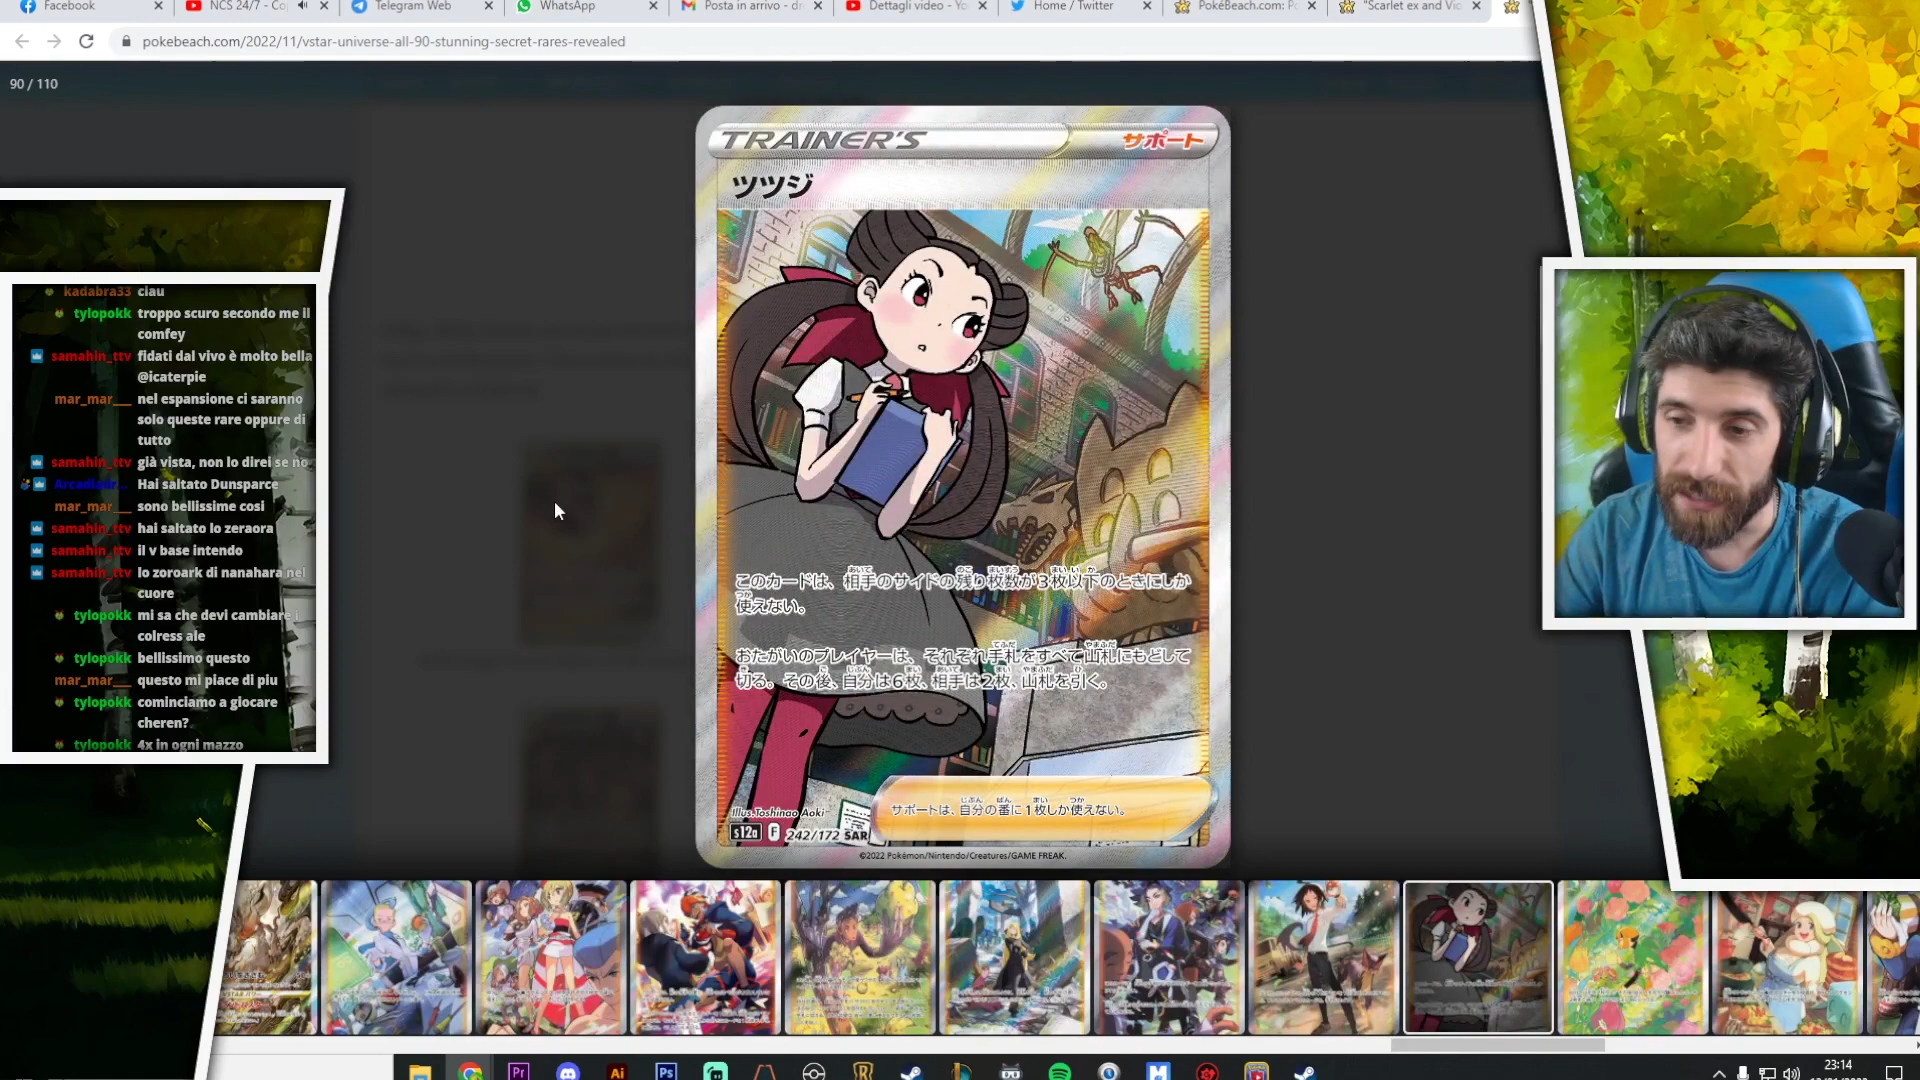 Facebook
NCS 24/7 - Co
Telegram Web
WhatsApp
Posta in arrivo - dr
Dettagli video - Yo
Home / Twitter
PokéBeach.com: P
"Scarlet ex and Vio
pokebeach.com/2022/11/vstar-universe-all-90-stunning-secret-rares-revealed
90 / 110
TRAINER'S
サポート
ツツジ
このカードは、相手のサイドの残り枚数が3枚以下のときにしか
使えない。
おたがいのプレイヤーは、それぞれ手札をすべて山札にもどして
切る。その後、自分は6枚、相手は2枚、山札を引く。
サポートは、自分の番に1枚しか使えない。
Illus. Toshinao Aoki
s12a F 242/172 SAR
©2022 Pokémon/Nintendo/Creatures/GAME FREAK.
kadabra33 ciau
tylopokk troppo scuro secondo me il
comfey
samahin_ttv fidati dal vivo è molto bella
@icaterpie
mar_mar___ nel espansione ci saranno
solo queste rare oppure di
tutto
samahin_ttv già vista, non lo direi se no
Hai saltato Dunsparce
mar_mar___ sono bellissime cosi
samahin_ttv hai saltato lo zeraora
samahin_ttv il v base intendo
samahin_ttv lo zoroark di nanahara nel
cuore
tylopokk mi sa che devi cambiare i
colress ale
tylopokk bellissimo questo
mar_mar___ questo mi piace di piu
tylopokk cominciamo a giocare
cheren?
tylopokk 4x in ogni mazzo
Pr
Ai
Ps
23:14